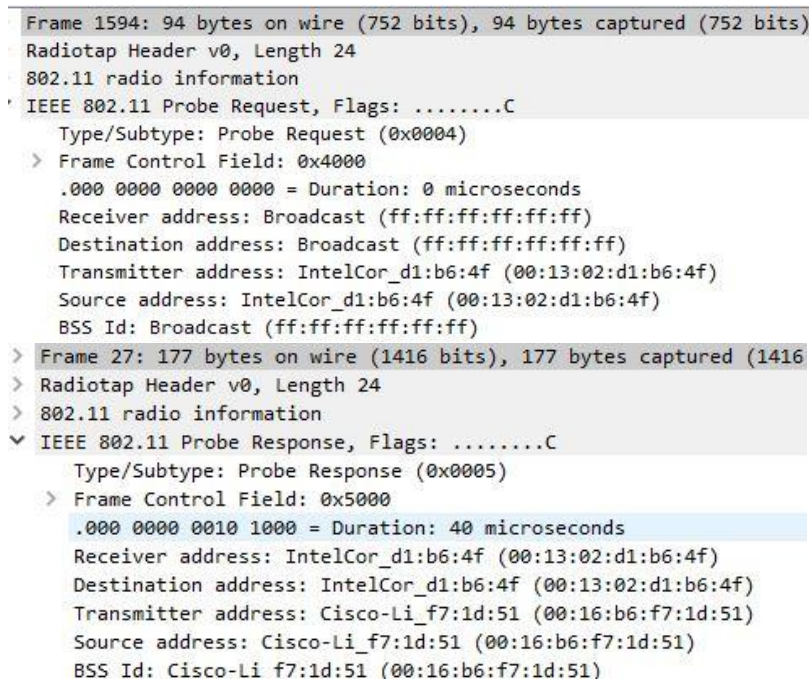 Frame 1594: 94 bytes on wire (752 bits), 94 bytes captured (752 bits)
Radiotap Header v0, Length 24
802.11 radio information
IEEE 802.11 Probe Request, Flags: ........C
Type/Subtype: Probe Request (0x0004)
> Frame Control Field: 0x4000
.000 0000 0000 0000 = Duration: 0 microseconds
Receiver address: Broadcast (ff:ff:ff:ff:ff:ff)
Destination address: Broadcast (ff:ff:ff:ff:ff:ff)
Transmitter address: IntelCor_d1:b6:4f (00:13:02:d1:b6:4f)
Source address: IntelCor_d1:b6:4f (00:13:02:d1:b6:4f)
BSS Id: Broadcast (ff:ff:ff:ff:ff:ff)
> Frame 27: 177 bytes on wire (1416 bits), 177 bytes captured (1416
> Radiotap Header v0, Length 24
> 802.11 radio information
IEEE 802.11 Probe Response, Flags: ........C
Type/Subtype: Probe Response (0x0005)
> Frame Control Field: 0x5000
.000 0000 0010 1000 = Duration: 40 microseconds
Receiver address: IntelCor_d1:b6:4f (00:13:02:d1:b6:4f)
Destination address: IntelCor_d1:b6:4f (00:13:02:d1:b6:4f)
Transmitter address: Cisco-Li_f7:1d:51 (00:16:b6:f7:1d:51)
Source address: Cisco-Li_f7:1d:51 (00:16:b6:f7:1d:51)
BSS Id: Cisco-Li_f7:1d:51 (00:16:b6:f7:1d:51)